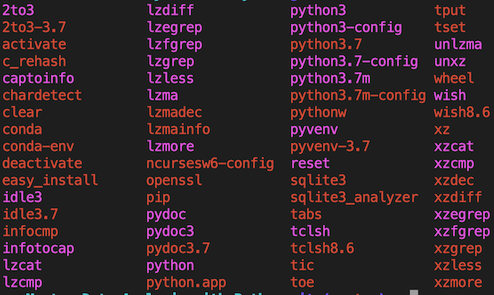 2to3 lzdiff python3 tput
2to3-3.7 lzegrep python3-config tset
activate lzfgrep python3.7 unlzma
c_rehash lzgrep python3.7-config unxz
captoinfo lzless python3.7m wheel
chardetect lzma python3.7m-config wish
clear lzmadec pythonw wish8.6
conda lzmainfo pyvenv xz
conda-env lzmore pyvenv-3.7 xzcat
deactivate ncursesw6-config reset xzcmp
easy_install openssl sqlite3 xzdec
idle3 pip sqlite3_analyzer xzdiff
idle3.7 pydoc tabs xzegrep
infocmp pydoc3 tclsh xzfgrep
infotocap pydoc3.7 tclsh8.6 xzgrep
lzcat python tic xzless
lzcmp python.app toe xzmore